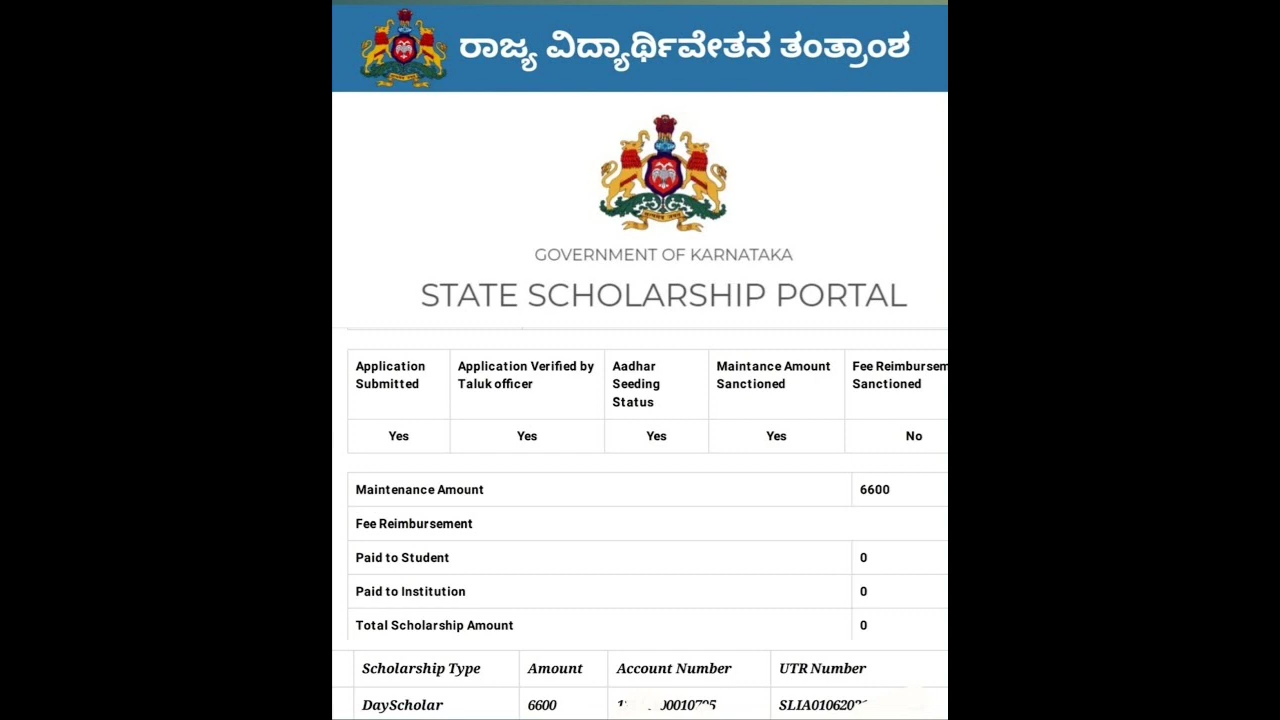 ರಾಜ್ಯ ವಿದ್ಯಾರ್ಥಿವೇತನ ತಂತ್ರಾಂಶ
GOVERNMENT OF KARNATAKA
STATE SCHOLARSHIP PORTAL
Application Submitted Application Verified by Taluk officer Aadhar Seeding Status Maintance Amount Sanctioned Fee Sanctioned
Yes Yes Yes Yes No
Maintenance Amount 6600
Fee Reimbursement
Paid to Student 0
Paid to Institution 0
Total Scholarship Amount 0
Scholarship Type Amount Account Number UTR Number
DayScholar 6600